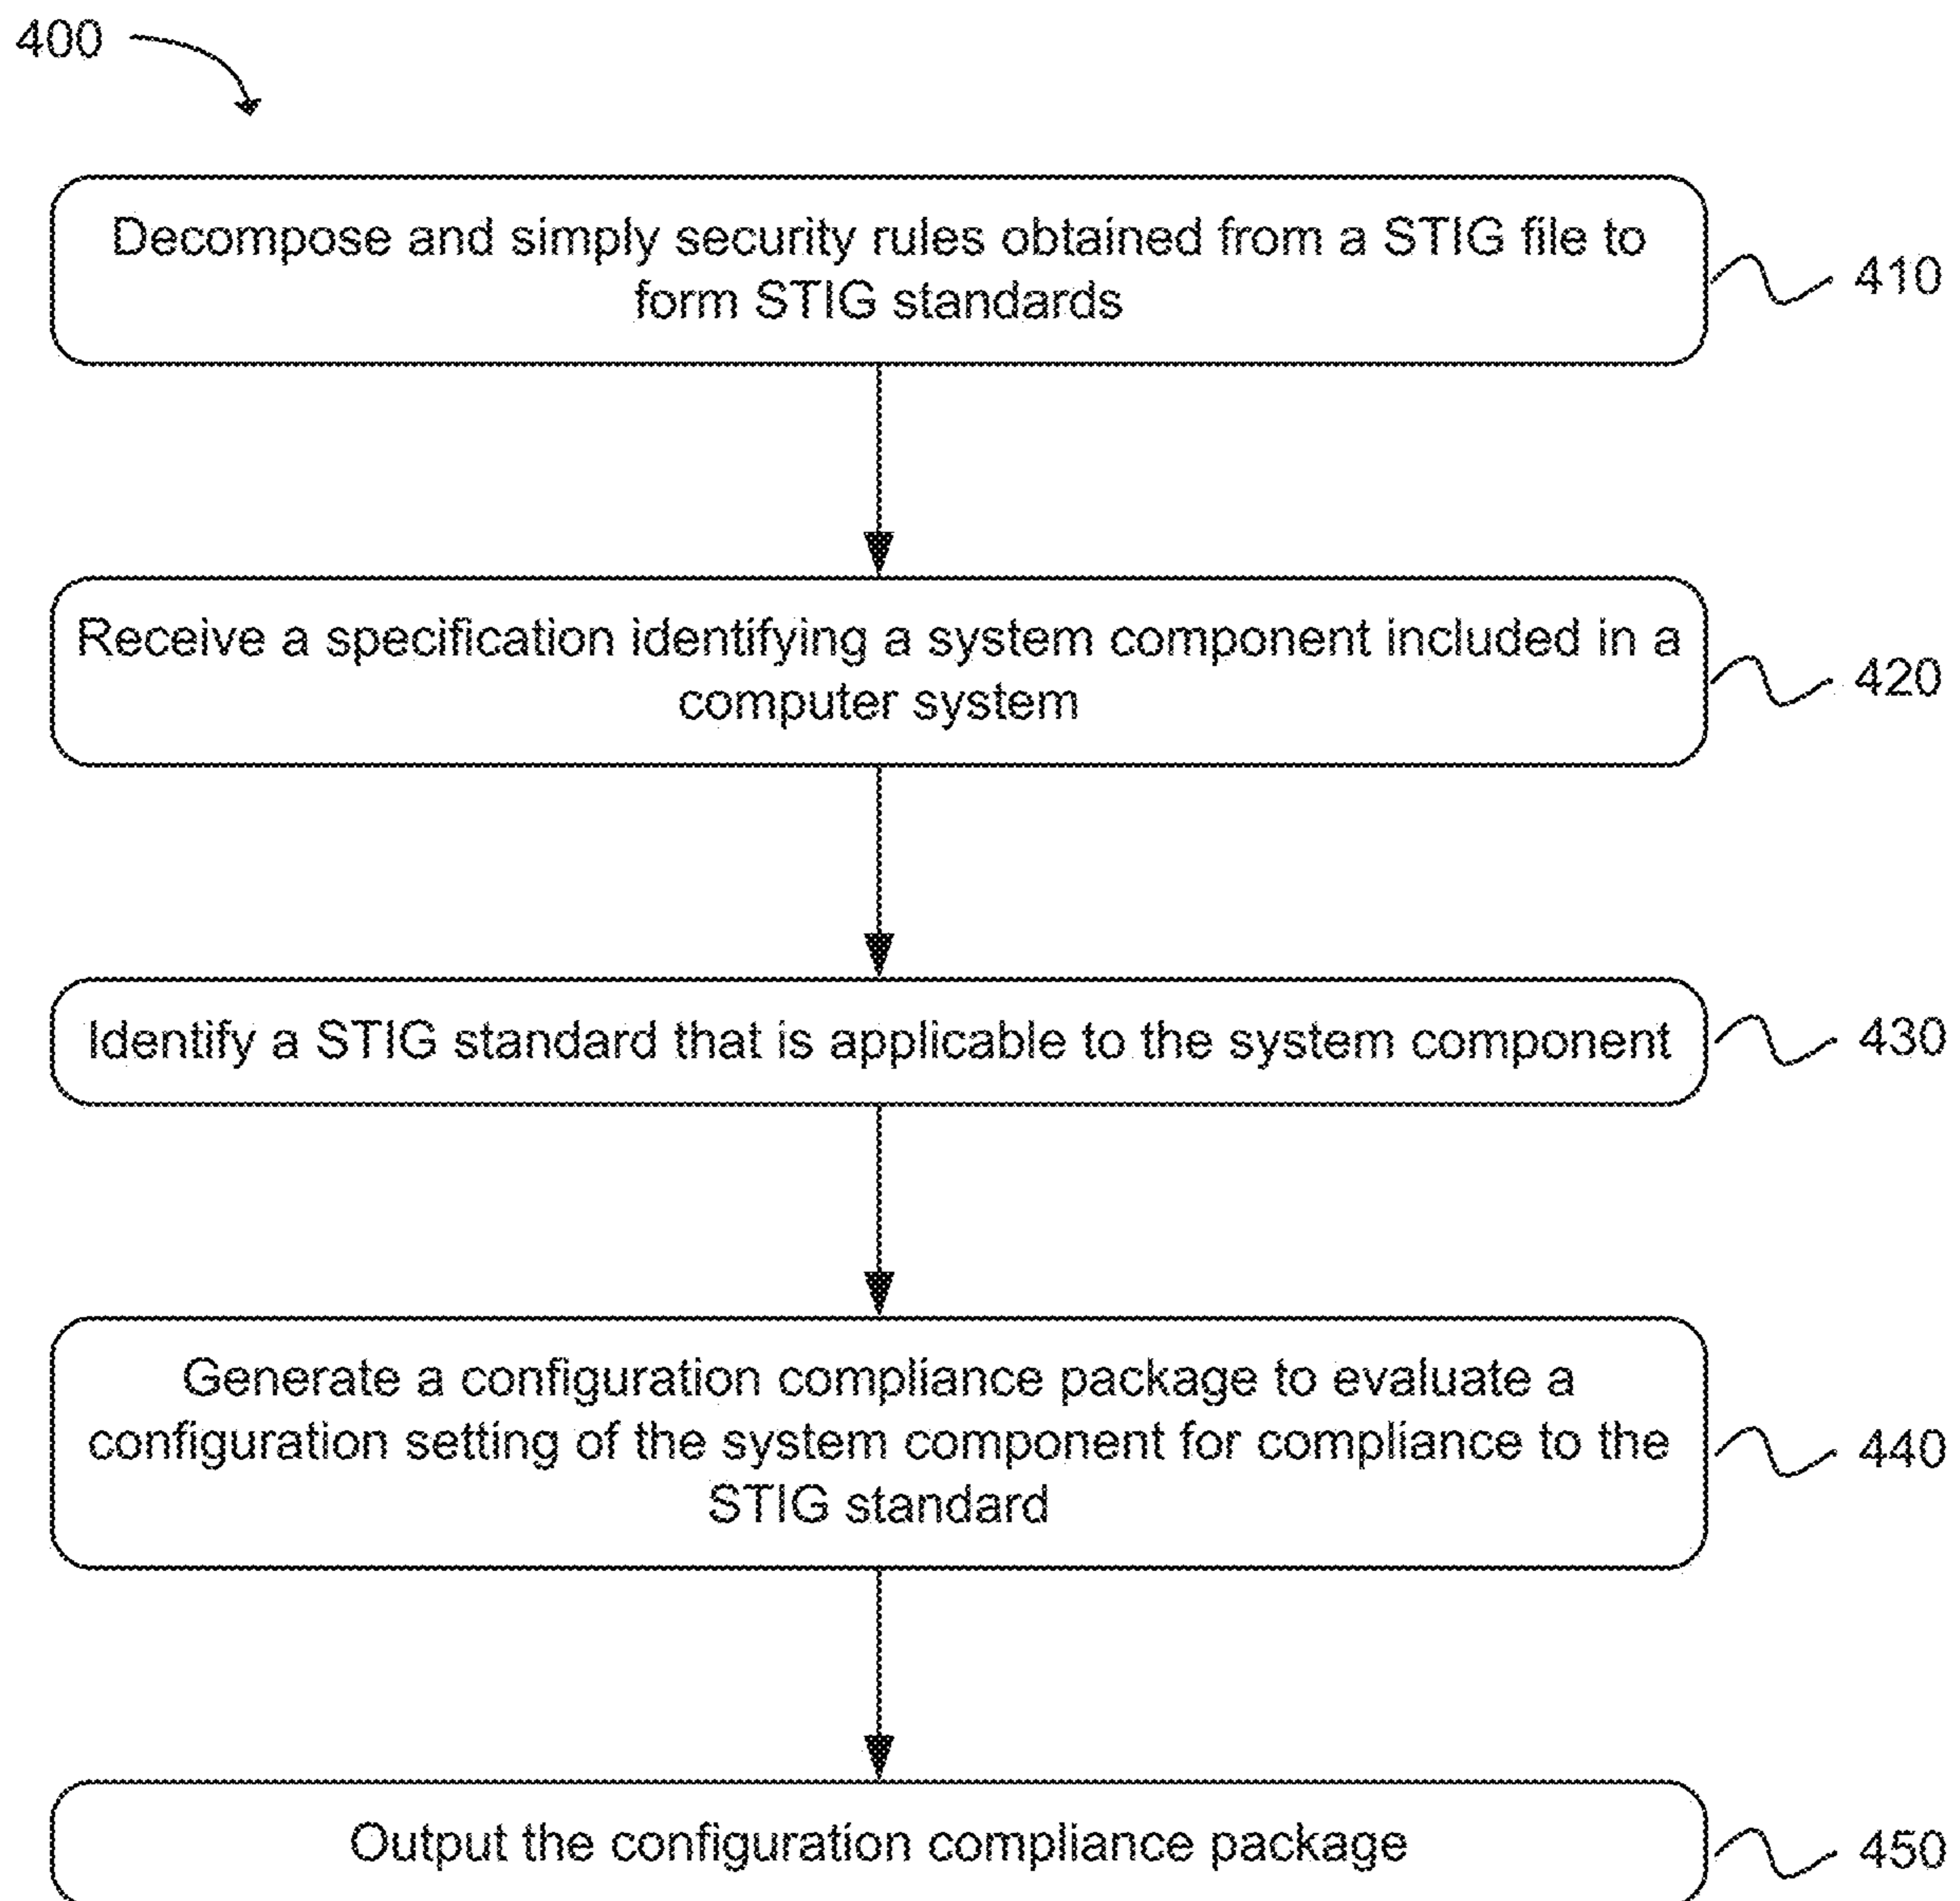 400
Decompose and simply security rules obtained from a STIG file to
form STIG standards
410
Receive a specification identifying a system component included in a
computer system
420
Identify a STIG standard that is applicable to the system component
430
Generate a configuration compliance package to evaluate a
configuration setting of the system component for compliance to the
STIG standard
440
Output the configuration compliance package
450